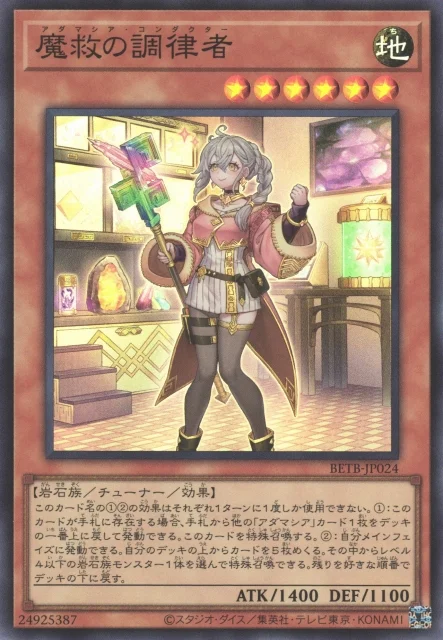 アダマシア・コンダクター
魔救の調律者
ち
地
BETB-JP024
【岩石族／チューナー／効果】
このカード名の①②の効果はそれぞれ1ターンに1度しか使用できない。①：この
カードが手札に存在する場合、手札から他の「アダマシア」カード1枚をデッキ
の一番上に戻して発動できる。このカードを特殊召喚する。②：自分メインフェ
イズに発動できる。自分のデッキの上からカードを5枚めくる。その中からレベル
4以下の岩石族モンスター1体を選んで特殊召喚できる。残りを好きな順番で
デッキの下に戻す。
ATK/1400 DEF/1100
24925387
©スタジオ・ダイス／集英社・テレビ東京・KONAMI